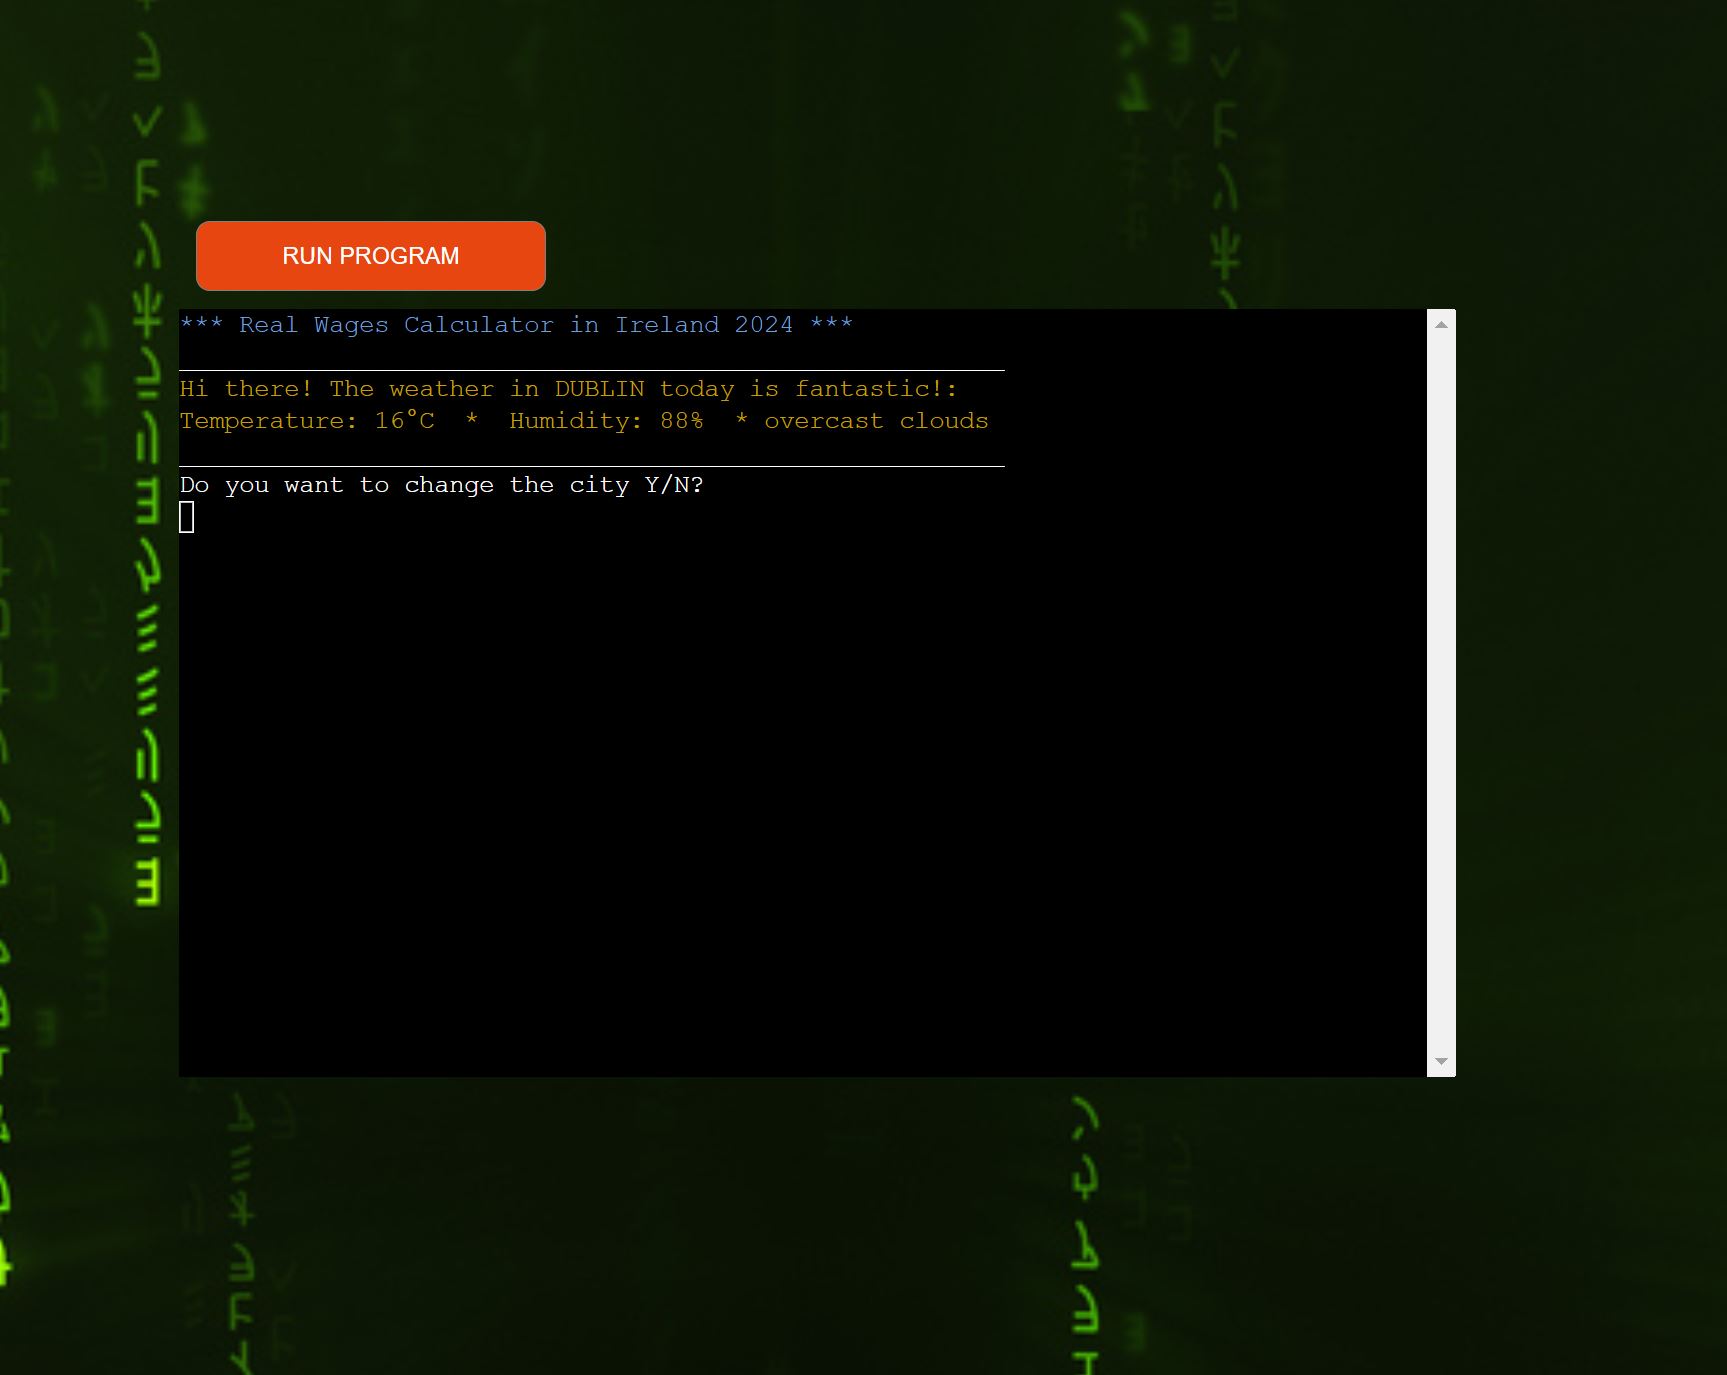 RUN PROGRAM
*** Real Wages Calculator in Ireland 2024 ***
Hi there! The weather in DUBLIN today is fantastic!:
Temperature: 16°C  *  Humidity: 88%  * overcast clouds
Do you want to change the city Y/N?